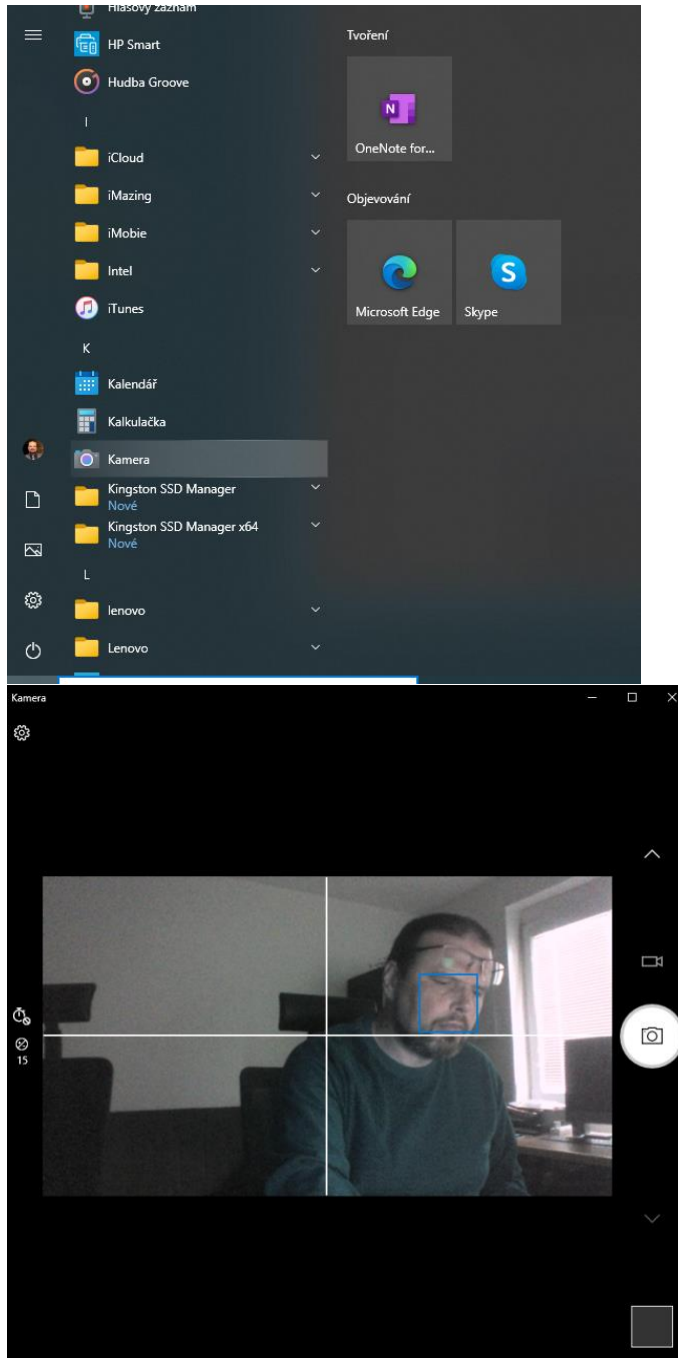 Hlasový záznam
HP Smart
Hudba Groove
I
iCloud
iMazing
iMobie
Intel
iTunes
K
Kalendář
Kalkulačka
Kamera
Kingston SSD Manager
Nové
Kingston SSD Manager x64
Nové
L
lenovo
Lenovo
Tvoření
N
OneNote for...
Objevování
Microsoft Edge
S
Skype
Kamera
15